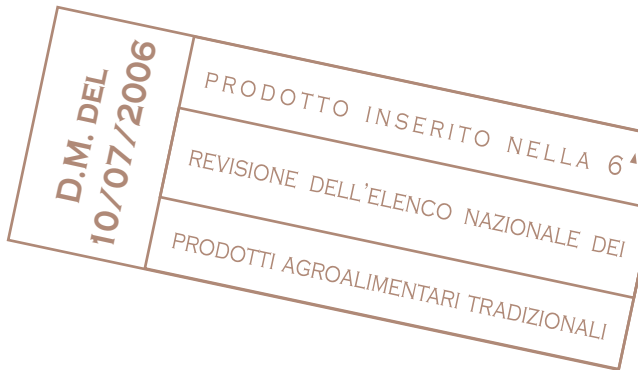 D.M. DEL
10/07/2006
PRODOTTO INSERITO NELLA 6ᴬ
REVISIONE DELL'ELENCO NAZIONALE DEI
PRODOTTI AGROALIMENTARI TRADIZIONALI